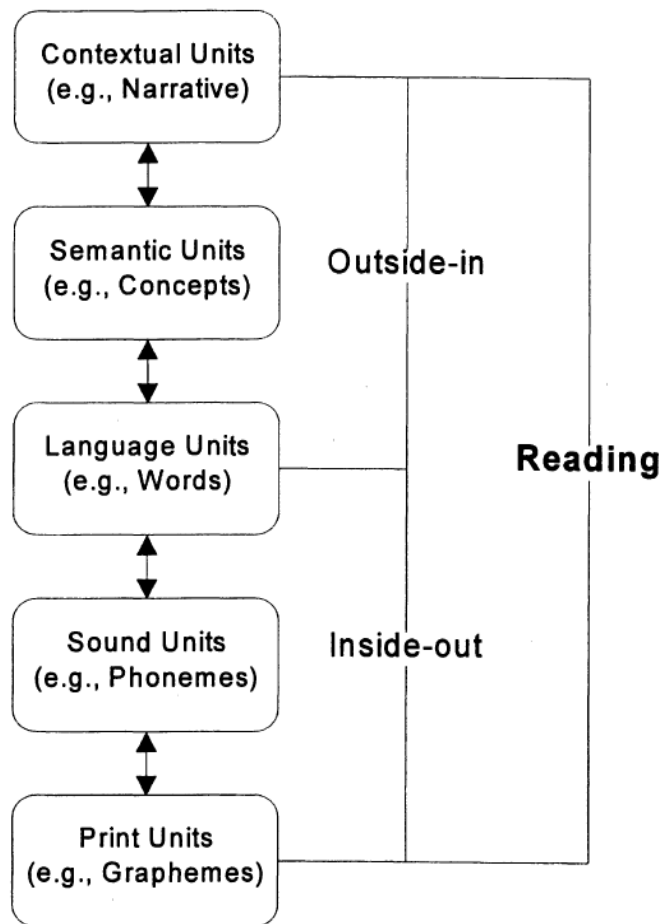 Contextual Units
(e.g., Narrative)
Semantic Units
(e.g., Concepts)
Outside-in
Language Units
(e.g., Words)
Reading
Sound Units
(e.g., Phonemes)
Inside-out
Print Units
(e.g., Graphemes)